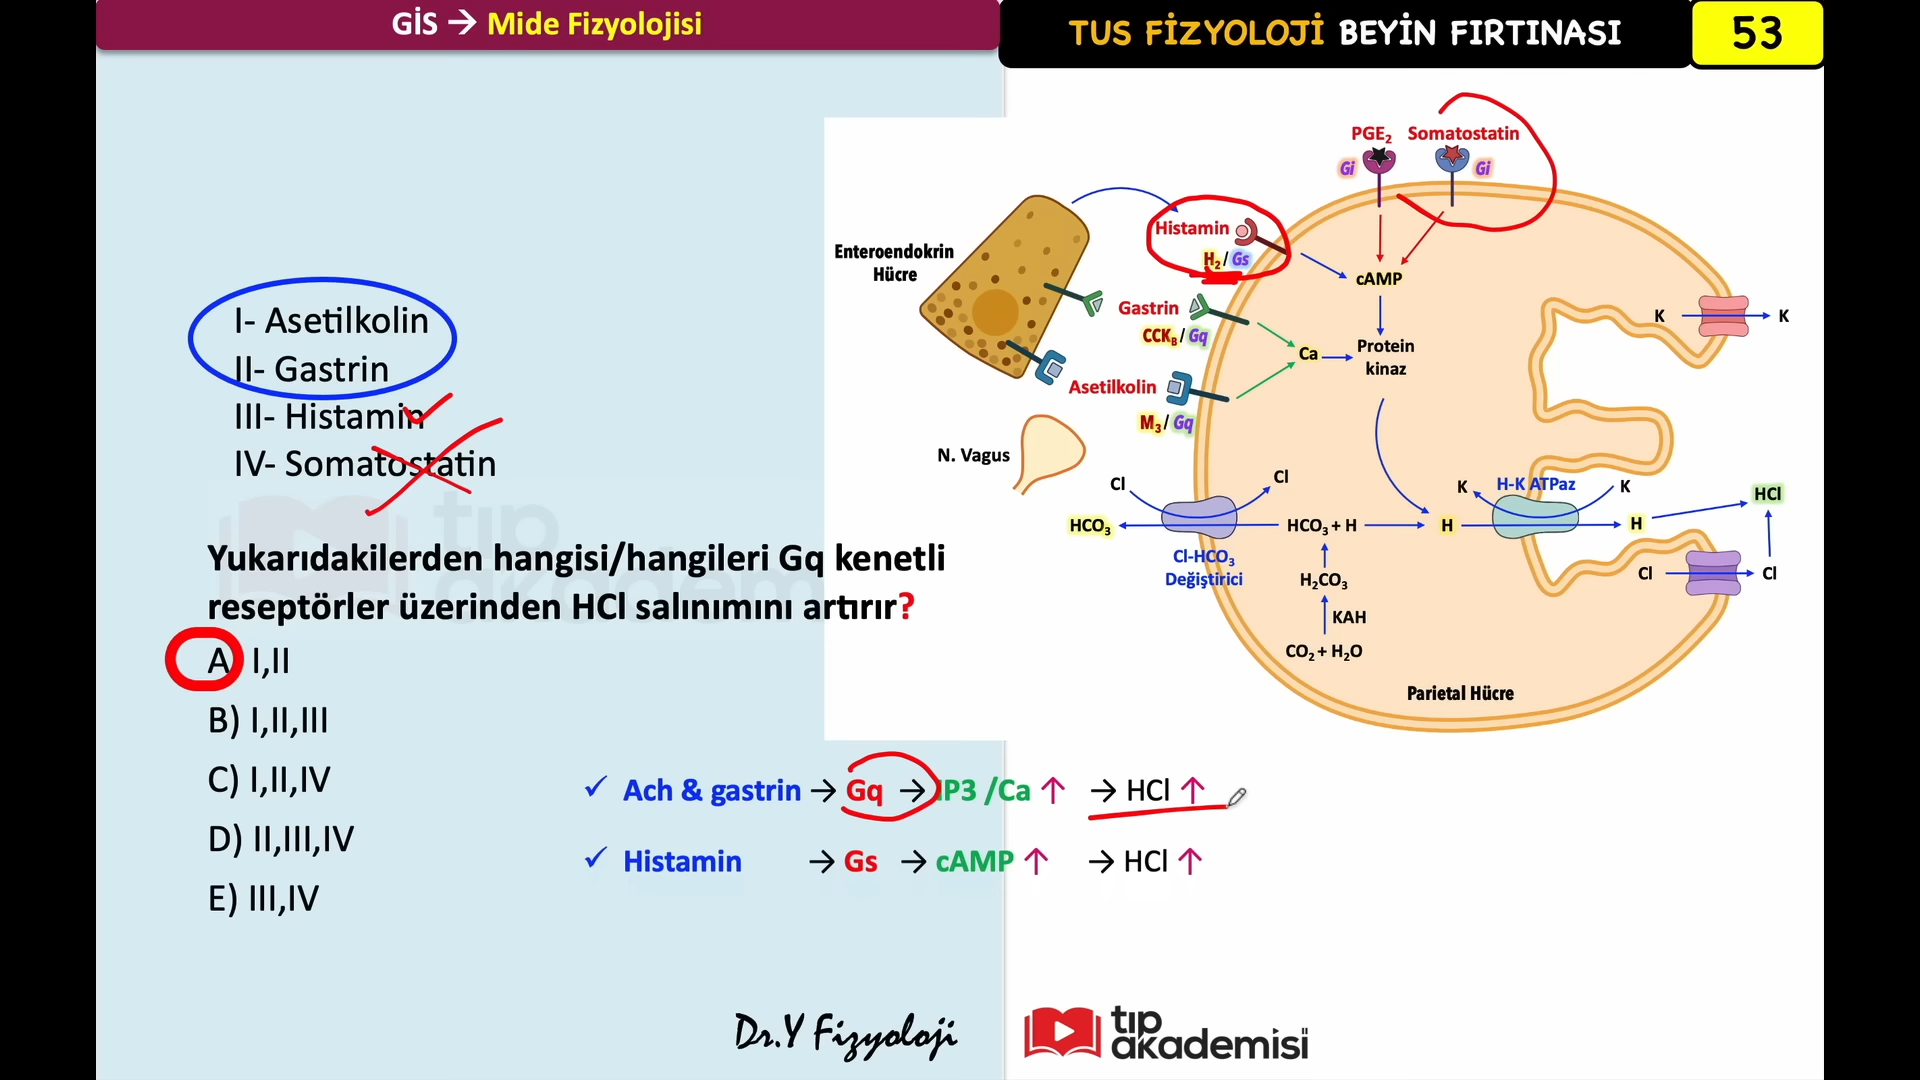 GİS → Mide Fizyolojisi
TUS FİZYOLOJİ BEYİN FIRTINASI
53
I- Asetilkolin
II- Gastrin
III- Histamin
IV- Somatostatin
Yukarıdakilerden hangisi/hangileri Gq kenetli
reseptörler üzerinden HCl salınımını artırır?
A) I,II
B) I,II,III
C) I,II,IV
D) II,III,IV
E) III,IV
PGE2 Somatostatin
Gi Gi
Enteroendokrin
Hücre
Histamin
H2/Gs
cAMP
Gastrin
CCKB/Gq
Ca
Protein
kinaz
Asetilkolin
M3/Gq
N. Vagus
K K
Cl Cl
HCO3
HCO3 + H
H
K H-K ATPaz K
H
HCl
Cl-HCO3
Değiştirici
H2CO3
KAH
CO2 + H2O
Cl Cl
Parietal Hücre
✓ Ach & gastrin → Gq → IP3 /Ca ↑ → HCl ↑
✓ Histamin → Gs → cAMP ↑ → HCl ↑
Dr.Y Fizyoloji
tıp
akademisi
tıp
akademi